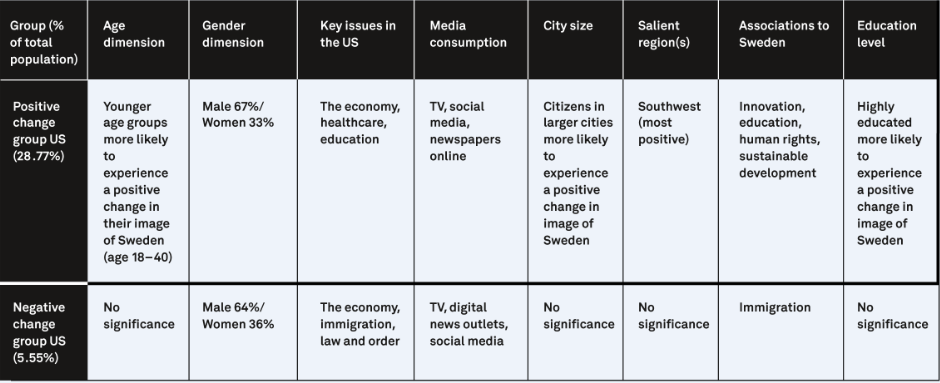 Group (%
of total
population)
Age
dimension
Gender
dimension
Key issues in
the US
Media
consumption
City size
Salient
region(s)
Associations to
Sweden
Education
level
Positive
change
group US
(28.77%)
Younger
age groups
more likely
to
experience
a positive
change in
their image
of Sweden
(age 18–40)
Male 67%/
Women 33%
The economy,
healthcare,
education
TV, social
media,
newspapers
online
Citizens in
larger cities
more likely
to
experience
a positive
change in
image of
Sweden
Southwest
(most
positive)
Innovation,
education,
human rights,
sustainable
development
Highly
educated
more likely
to
experience
a positive
change in
image of
Sweden
Negative
change
group US
(5.55%)
No
significance
Male 64%/
Women 36%
The economy,
immigration,
law and order
TV, digital
news outlets,
social media
No
significance
No
significance
Immigration
No
significance